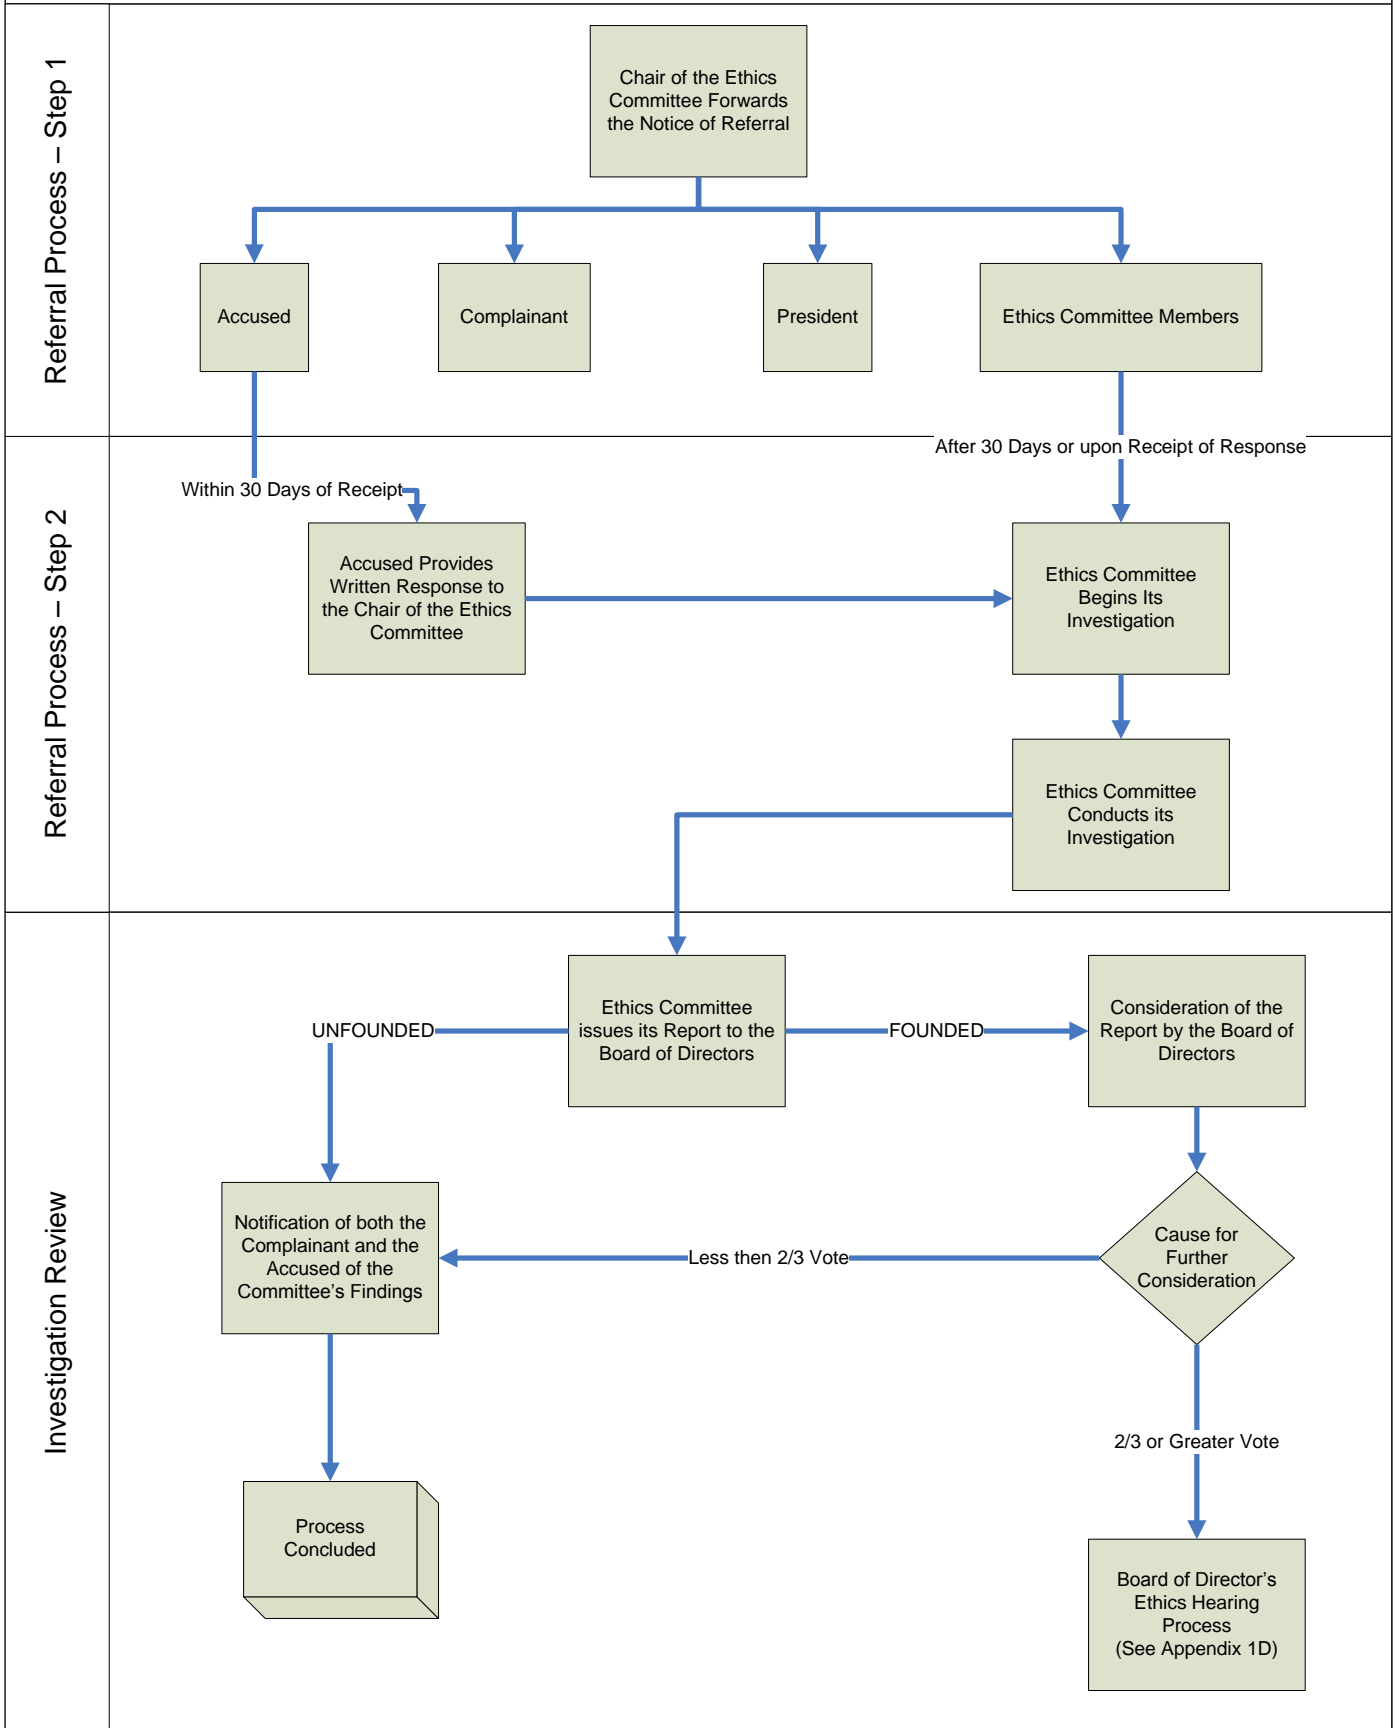 Referral Process – Step 1
Chair of the Ethics
Committee Forwards
the Notice of Referral
Accused
Complainant
President
Ethics Committee Members
Referral Process – Step 2
After 30 Days or upon Receipt of Response
Within 30 Days of Receipt
Accused Provides
Written Response to
the Chair of the Ethics
Committee
Ethics Committee
Begins Its
Investigation
Ethics Committee
Conducts its
Investigation
Investigation Review
UNFOUNDED
Ethics Committee
issues its Report to the
Board of Directors
FOUNDED
Consideration of the
Report by the Board of
Directors
Notification of both the
Complainant and the
Accused of the
Committee’s Findings
Less then 2/3 Vote
Cause for
Further
Consideration
2/3 or Greater Vote
Process
Concluded
Board of Director’s
Ethics Hearing
Process
(See Appendix 1D)